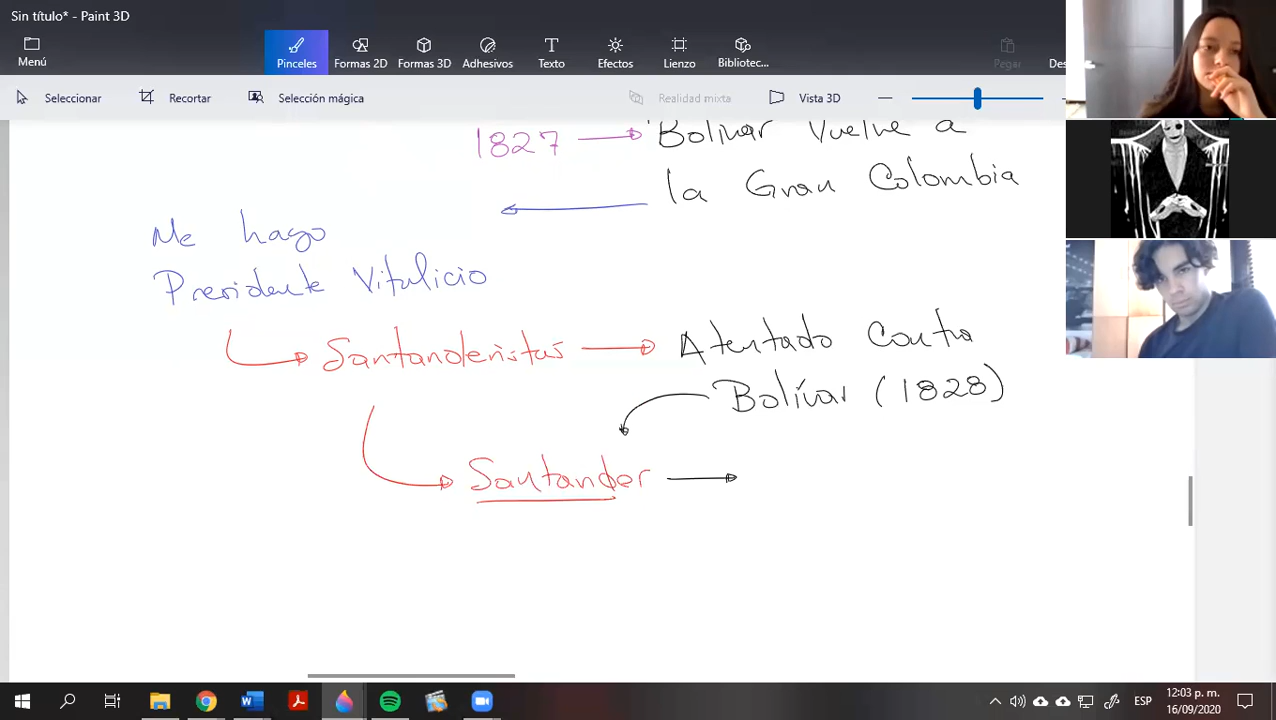 Sin título* - Paint 3D
Menú
Pinceles
Formas 2D
Formas 3D
Adhesivos
Texto
Efectos
Lienzo
Bibliotec...
Pegar
Des
Seleccionar
Recortar
Selección mágica
Realidad mixta
Vista 3D
1827 → Bolívar Vuelve a
la Gran Colombia
Me hago
Presidente Vitalicio
Santanderistas → Atentado Contra
Bolívar (1828)
Santander →
ESP
12:03 p. m.
16/09/2020